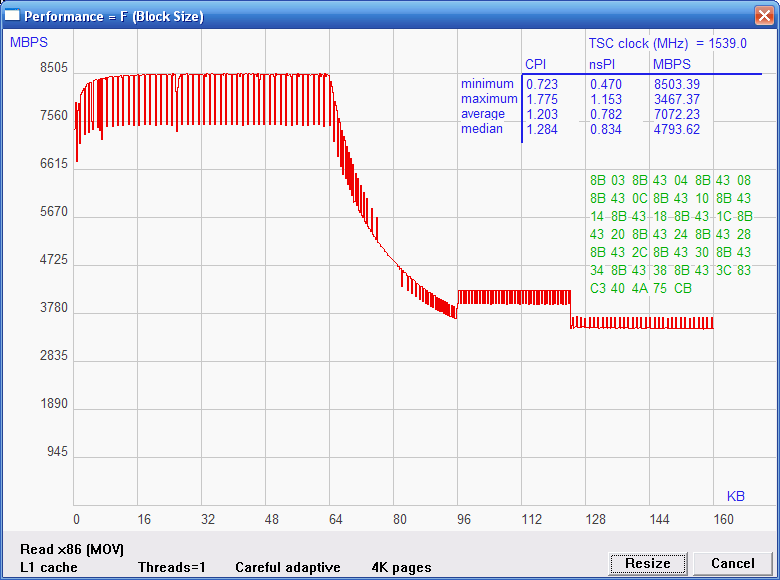 Performance = F (Block Size)
MBPS
TSC clock (MHz) = 1539.0
CPI nsPI MBPS
minimum 0.723 0.470 8503.39
maximum 1.775 1.153 3467.37
average 1.203 0.782 7072.23
median 1.284 0.834 4793.62
8505
7560
6615
5670
4725
3780
2835
1890
945
8B 03 8B 43 04 8B 43 08
8B 43 0C 8B 43 10 8B 43
14 8B 43 18 8B 43 1C 8B
43 20 8B 43 24 8B 43 28
8B 43 2C 8B 43 30 8B 43
34 8B 43 38 8B 43 3C 83
C3 40 4A 75 CB
KB
0 16 32 48 64 80 96 112 128 144 160
Read x86 (MOV)
L1 cache Threads=1 Careful adaptive 4K pages
Resize Cancel